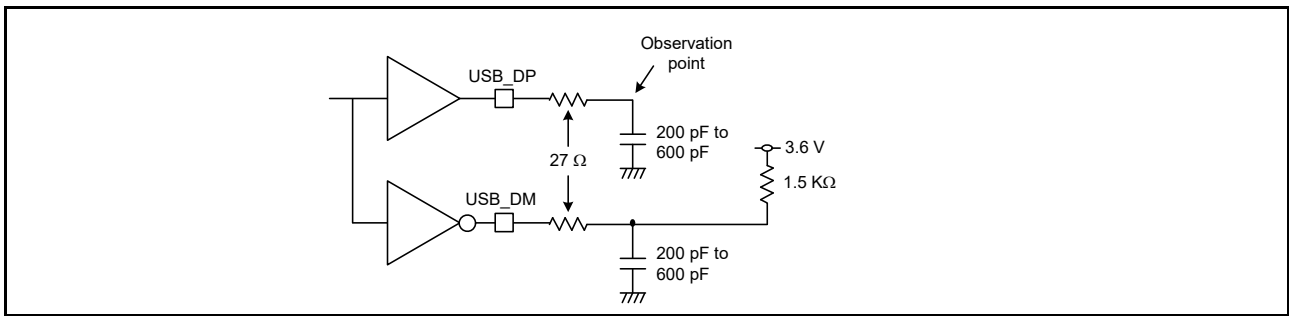 Observation
point
USB_DP
200 pF to
600 pF
3.6 V
27 Ω
1.5 KΩ
USB_DM
200 pF to
600 pF